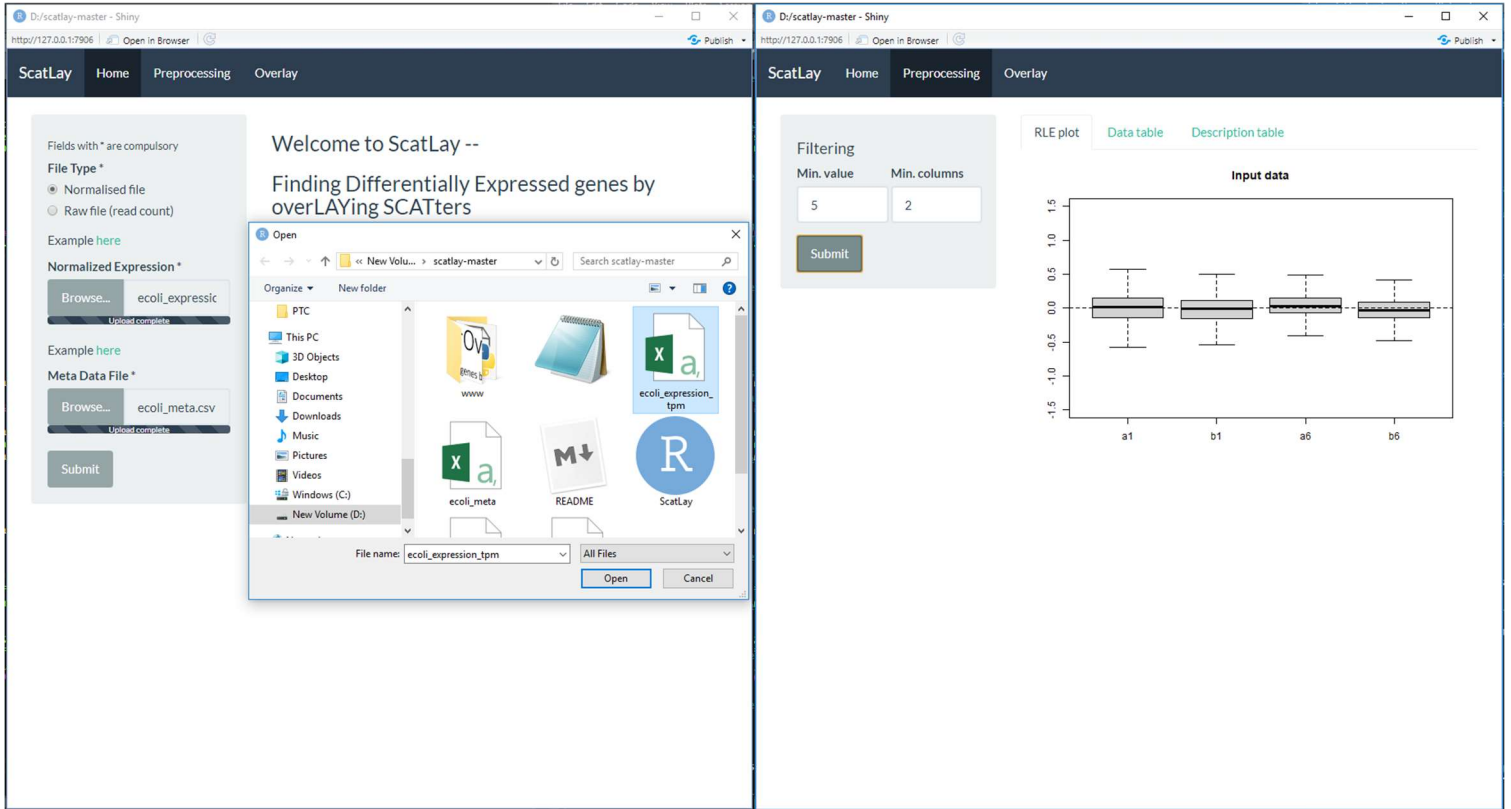 D:/scatlay-master - Shiny
http://127.0.0.1:7906 Open in Browser Publish
ScatLay Home Preprocessing Overlay
Fields with * are compulsory
File Type *
Normalised file
Raw file (read count)
Example here
Normalized Expression *
Browse... ecoli_expressic
Upload complete
Example here
Meta Data File *
Browse... ecoli_meta.csv
Upload complete
Submit
Welcome to ScatLay --
Finding Differentially Expressed genes by
overLAYing SCATters
Open
« New Volu... › scatlay-master Search scatlay-master
Organize New folder
PTC
This PC
3D Objects
Desktop
Documents
Downloads
Music
Pictures
Videos
Windows (C:)
New Volume (D:)
genes b
www
X a,
ecoli_expression_
tpm
X a,
ecoli_meta
M
README
R
ScatLay
File name: ecoli_expression_tpm All Files
Open Cancel
D:/scatlay-master - Shiny
http://127.0.0.1:7906 Open in Browser Publish
ScatLay Home Preprocessing Overlay
Filtering
Min. value Min. columns
5 2
Submit
RLE plot Data table Description table
Input data
1.5
1.0
0.5
0.0
-0.5
-1.0
-1.5
a1 b1 a6 b6